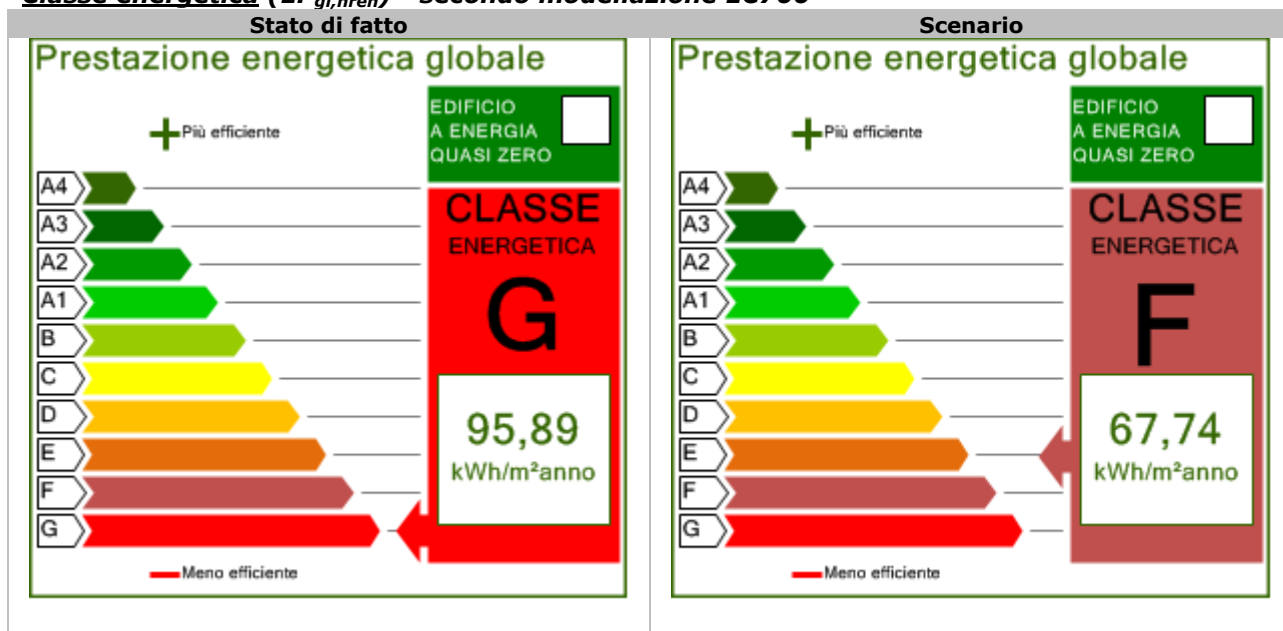 Stato di fatto
Scenario
Prestazione energetica globale
EDIFICIO
A ENERGIA
QUASI ZERO
Più efficiente
A4
A3
A2
A1
B
C
D
E
F
G
CLASSE
ENERGETICA
G
95,89
kWh/m²anno
Meno efficiente
Prestazione energetica globale
EDIFICIO
A ENERGIA
QUASI ZERO
Più efficiente
A4
A3
A2
A1
B
C
D
E
F
G
CLASSE
ENERGETICA
F
67,74
kWh/m²anno
Meno efficiente